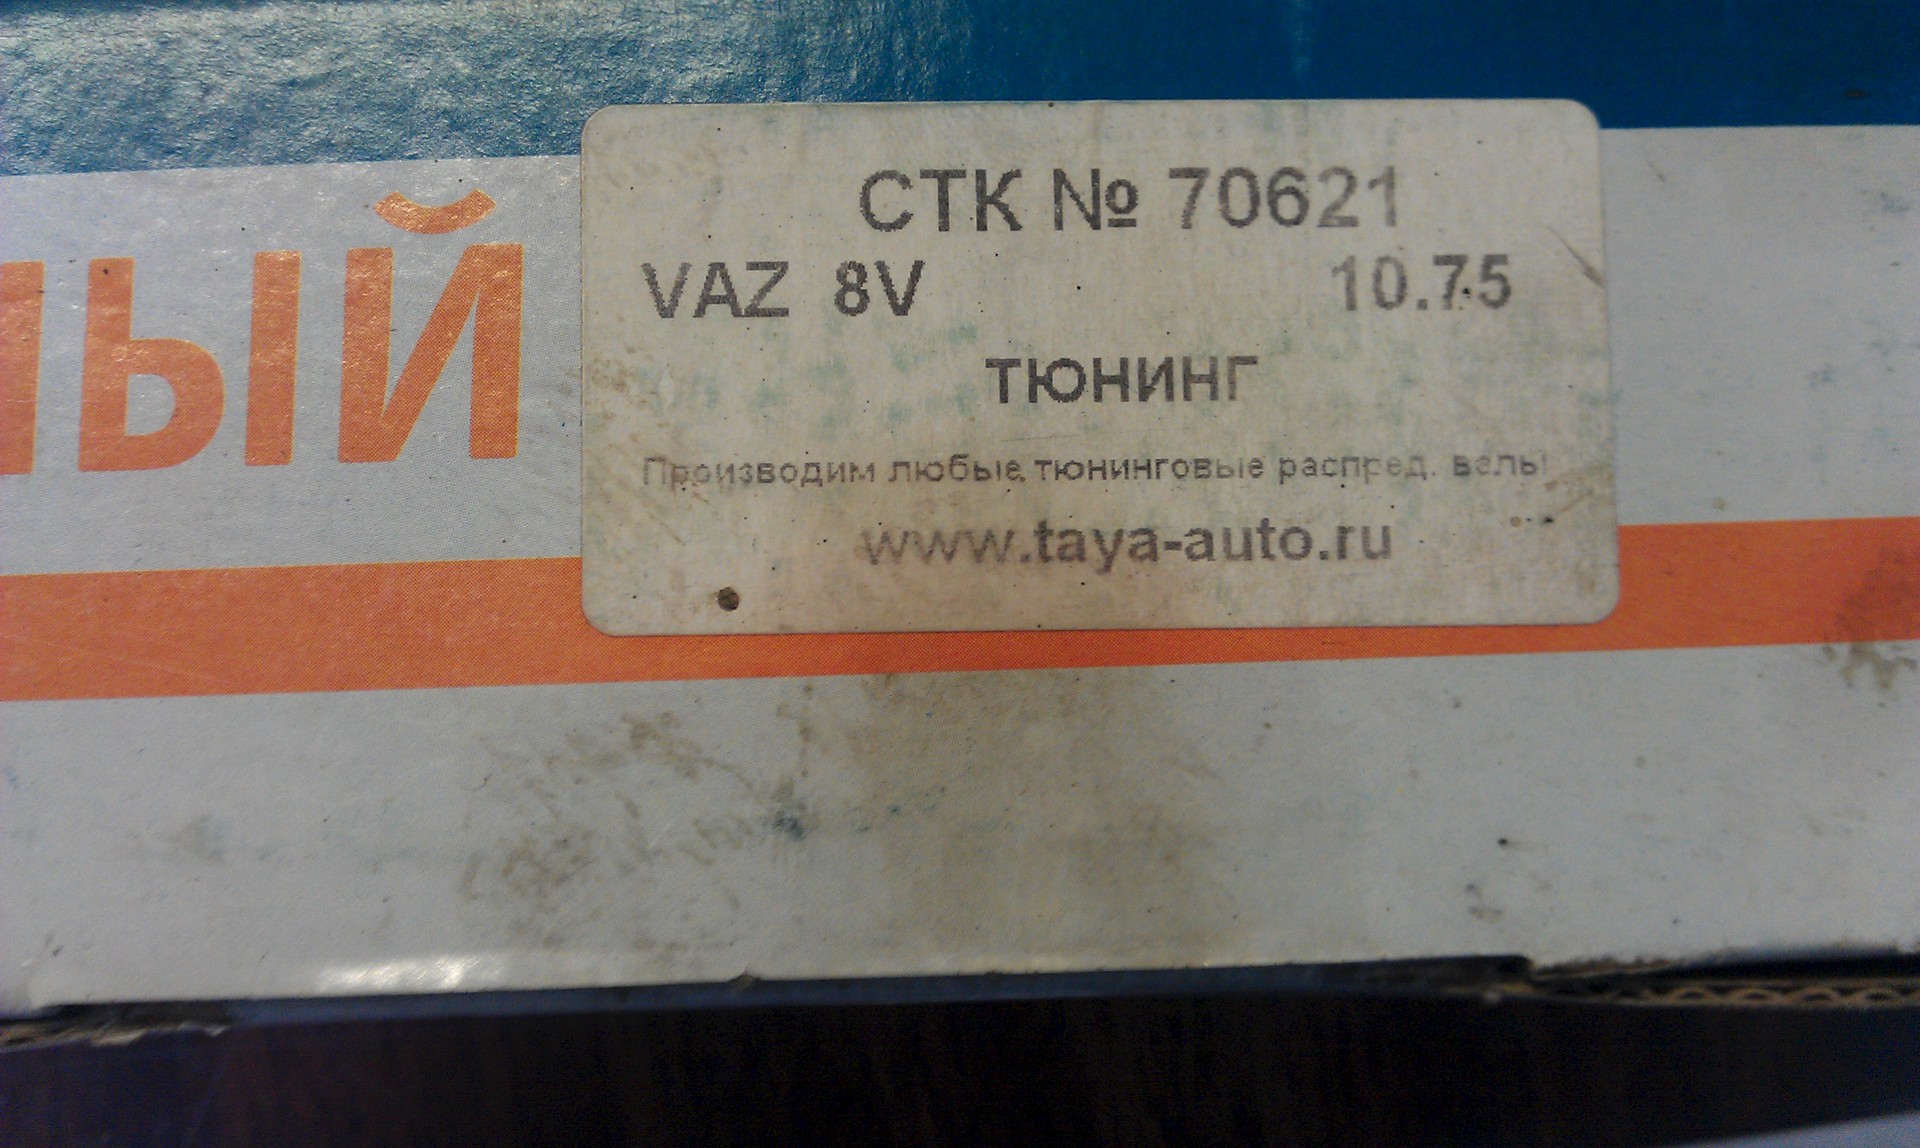 ЫЙ
СТК № 70621
VAZ 8V 10.75
ТЮНИНГ
Производим любые тюнинговые распред. валы
www.taya-auto.ru